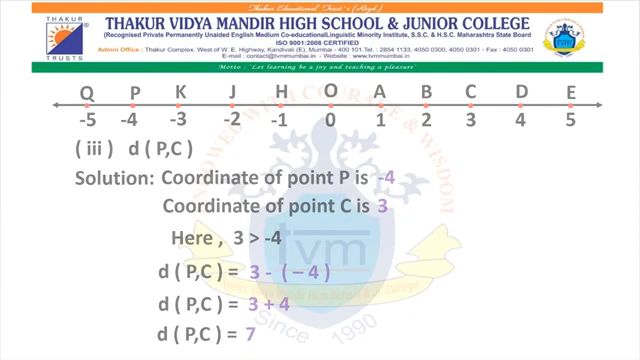 Thakur Educational Trust's (Regd.)
THAKUR
TRUSTS
THAKUR VIDYA MANDIR HIGH SCHOOL & JUNIOR COLLEGE
(Recognised Private Permanently Unaided English Medium Co-educational/Linguistic Minority Institute, S.S.C. & H.S.C. Maharashtra State Board
ISO 9001:2008 CERTIFIED
Admin Office : Thakur Complex, West of W. E. Highway, Kandivali (E), Mumbai - 400 101. Tel : 2854 1133, 4050 0300, 4050 0301 - Fax : 4050 0301
E-mail : contact@tvmmumbai.in Website : www.tvmmumbai.in
Motto : "Let learning be a joy and teaching a pleasure"
Q P K J H O A B C D E
-5 -4 -3 -2 -1 0 1 2 3 4 5
( iii ) d ( P,C )
Solution: Coordinate of point P is -4
Coordinate of point C is 3
Here , 3 > -4
d ( P,C ) = 3 - ( – 4 )
d ( P,C ) = 3 + 4
d ( P,C ) = 7
tvm
Since 1990